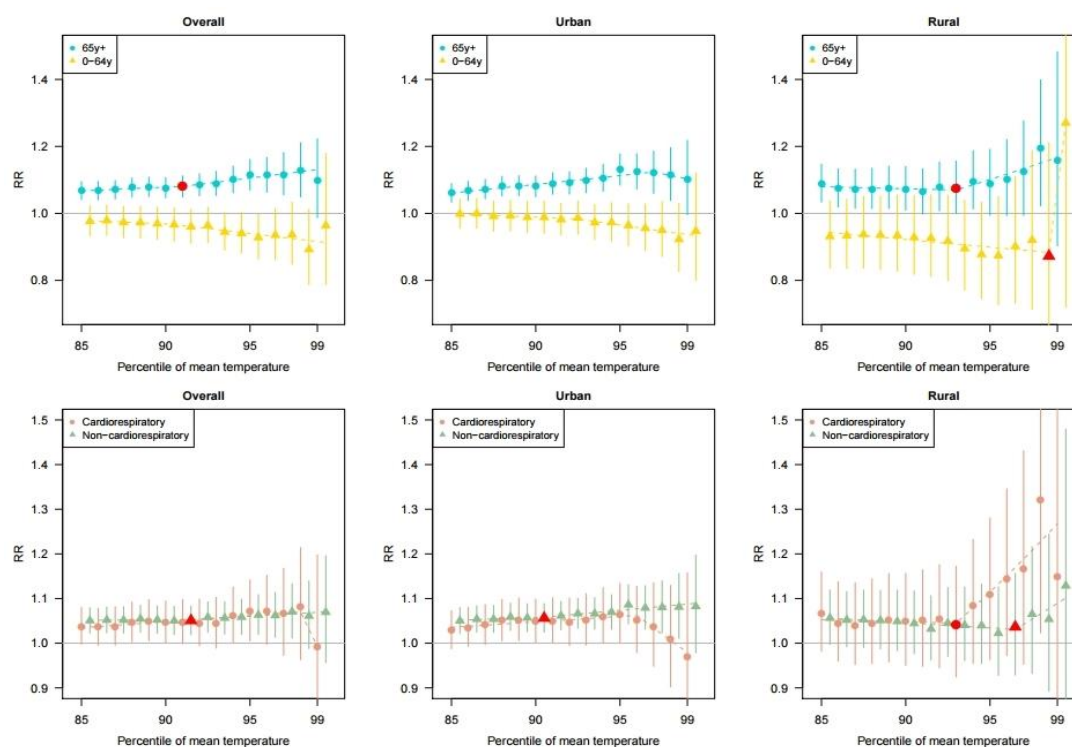 Overall
65y+
0−64y
1.4
1.2
1.0
0.8
RR
85
90
95
99
Percentile of mean temperature
Urban
65y+
0−64y
1.4
1.2
1.0
0.8
RR
85
90
95
99
Percentile of mean temperature
Rural
65y+
0−64y
1.4
1.2
1.0
0.8
RR
85
90
95
99
Percentile of mean temperature
Overall
Cardiorespiratory
Non−cardiorespiratory
1.5
1.4
1.3
1.2
1.1
1.0
0.9
RR
85
90
95
99
Percentile of mean temperature
Urban
Cardiorespiratory
Non−cardiorespiratory
1.5
1.4
1.3
1.2
1.1
1.0
0.9
RR
85
90
95
99
Percentile of mean temperature
Rural
Cardiorespiratory
Non−cardiorespiratory
1.5
1.4
1.3
1.2
1.1
1.0
0.9
RR
85
90
95
99
Percentile of mean temperature